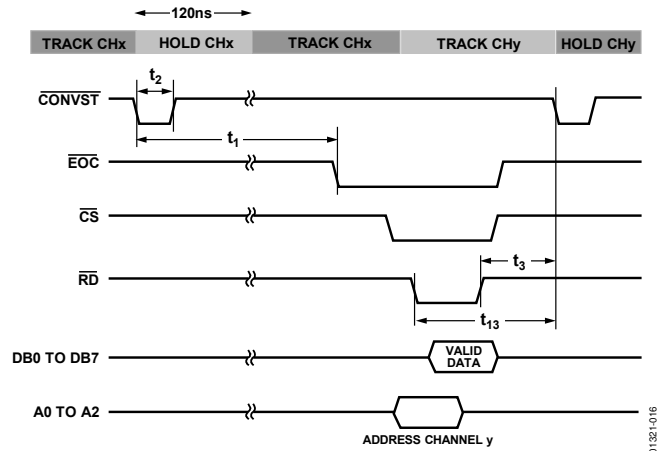 120ns
TRACK CHx HOLD CHx TRACK CHx TRACK CHy HOLD CHy
t2
CONVST
t1
EOC
CS
t3
RD
t13
DB0 TO DB7
VALID
DATA
A0 TO A2
ADDRESS CHANNEL y
01321-016